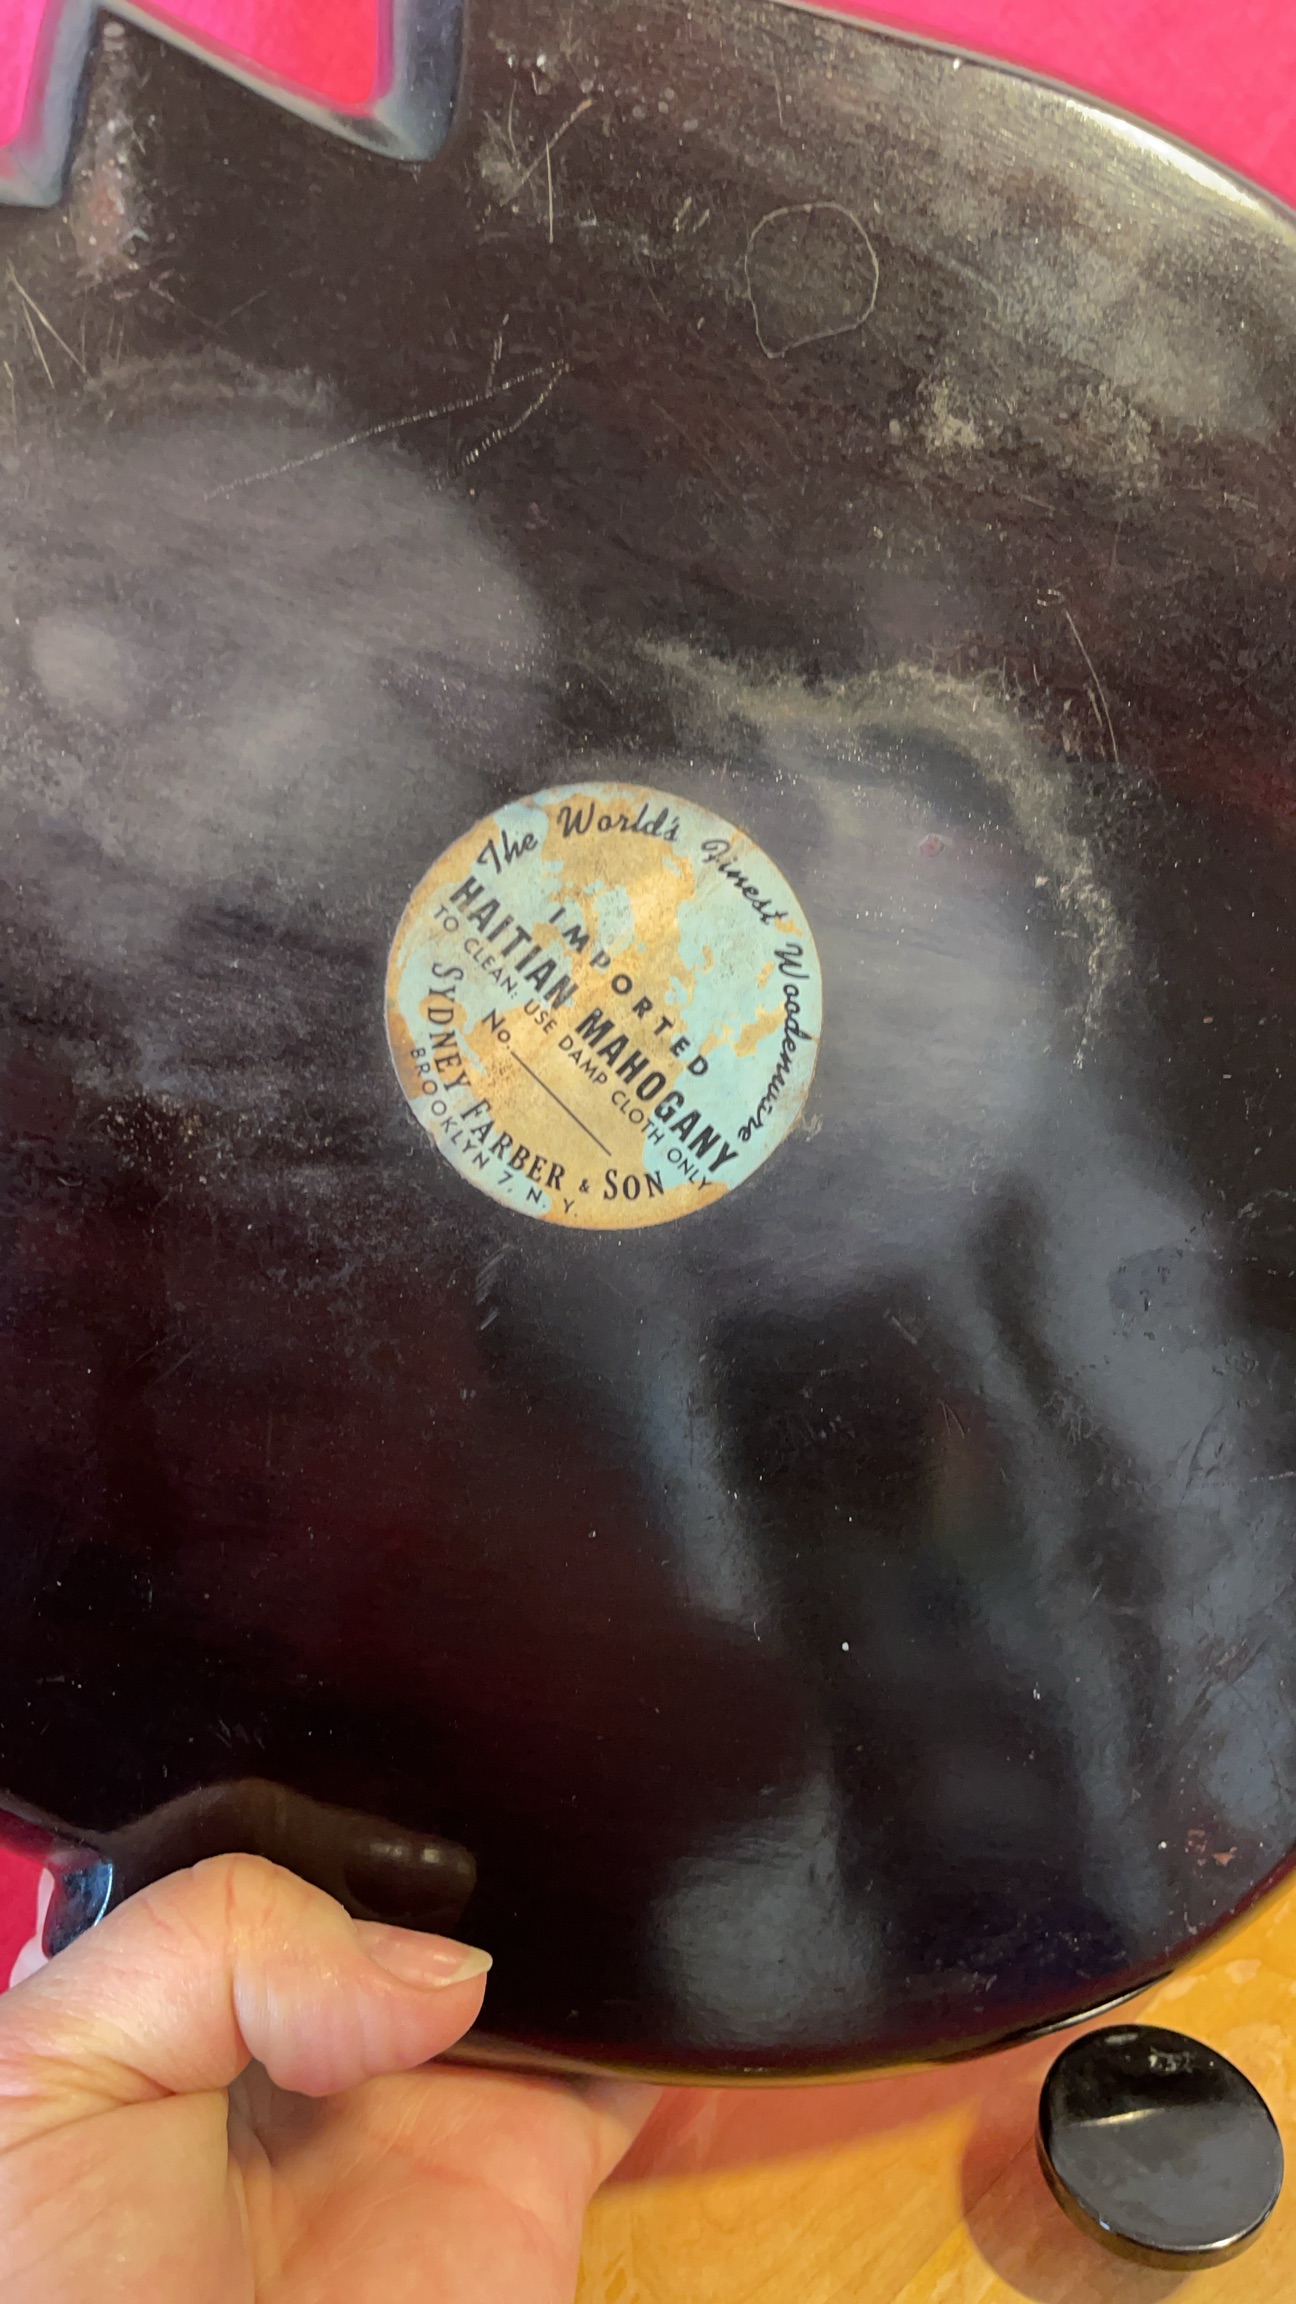 The World's Finest Woodenware
IMPORTED
HAITIAN MAHOGANY
TO CLEAN: USE DAMP CLOTH ONLY
No.
SYDNEY FARBER & SON
BROOKLYN 7, N. Y.